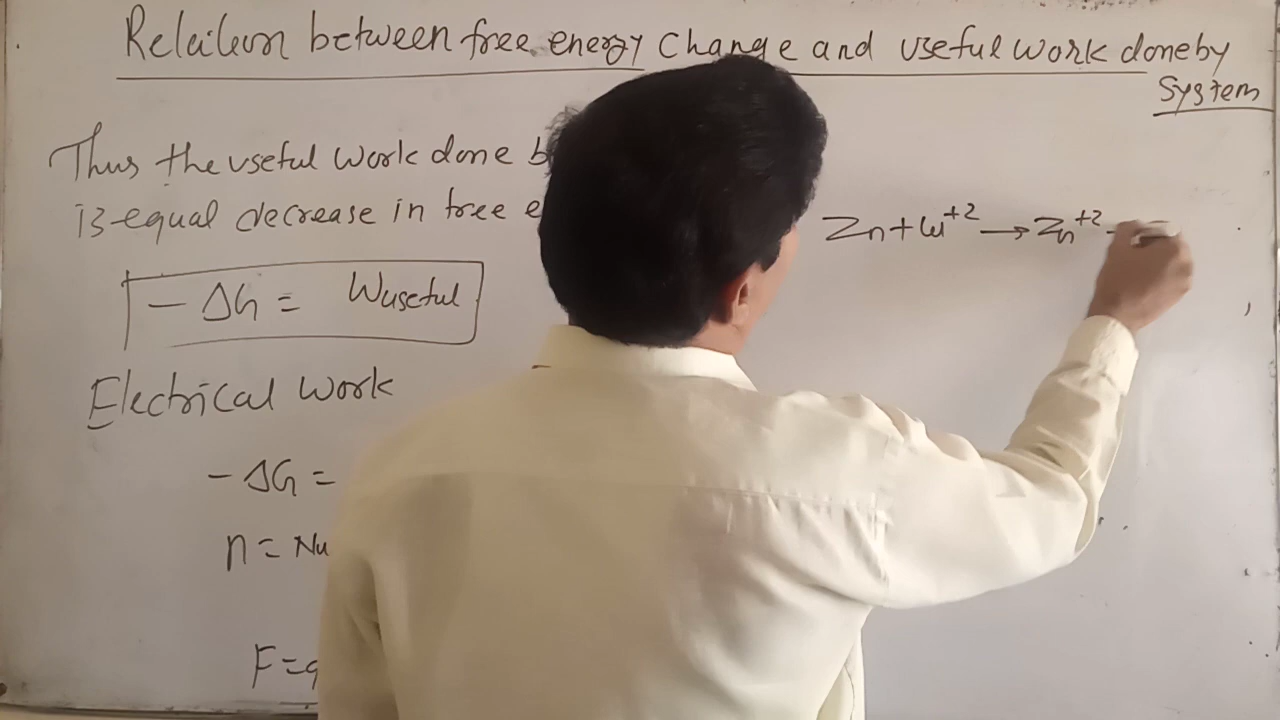 Relation between free energy change and useful work done by
System
Thus the useful work done b
is equal decrease in free e
Zn + Cu+2 → Zn+2
- ΔG = Wuseful
Electrical work
- ΔG =
n = Nu
F = 9